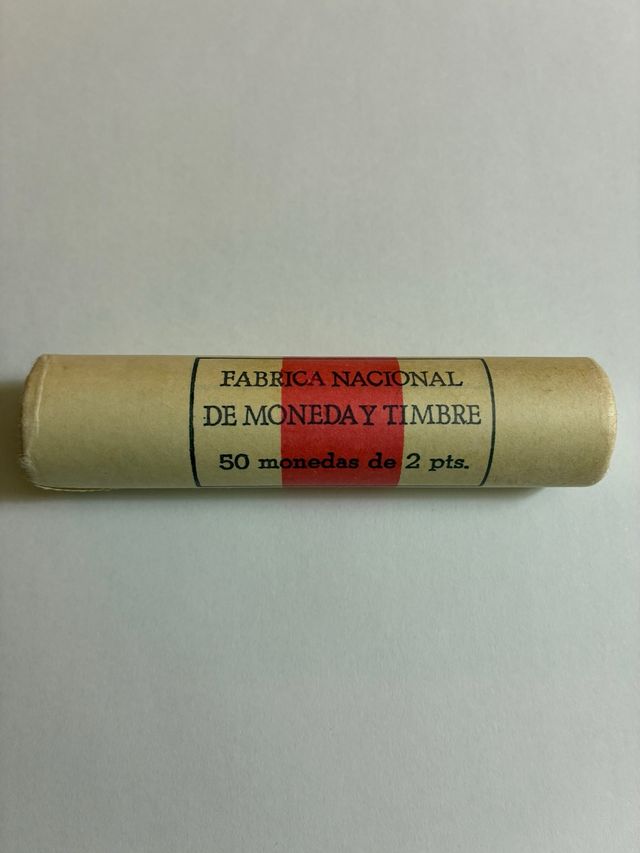 FABRICA NACIONAL
DE MONEDA Y TIMBRE
50 monedas de 2 pts.